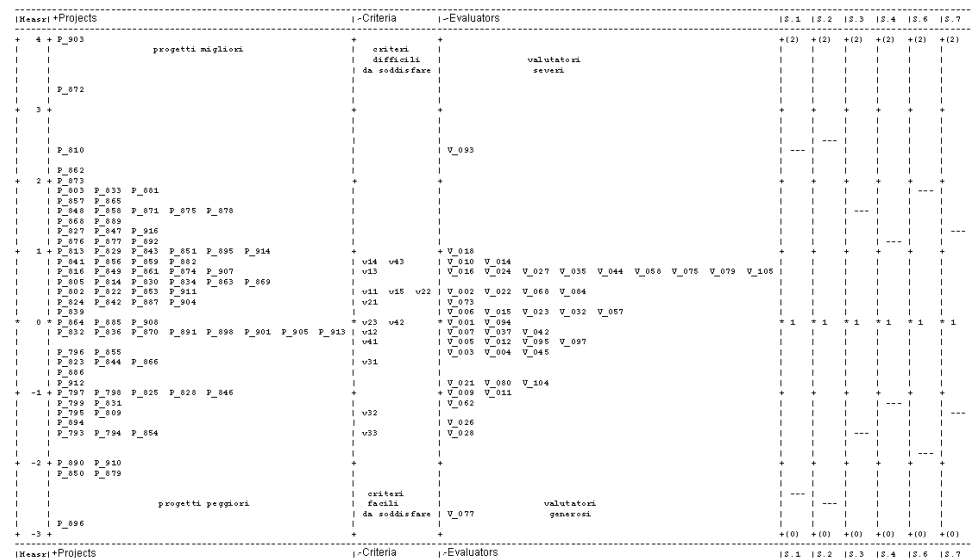 |Measr| +Projects |-Criteria |-Evaluators |S.1 |S.2 |S.3 |S.4 |S.6 |S.7
+ 4 + P_903 + + +(2) +(2) +(2) +(2) +(2) +(2)
progetti migliori criteri
difficili valutatori
da soddisfare severi
P_872
+ 3 +
P_810 V_093 --- ---
P_862
+ 2 + P_873
P_803 P_833 P_881 ---
P_857 P_865
P_848 P_858 P_871 P_875 P_878 ---
P_868 P_889
P_827 P_847 P_916 ---
P_876 P_877 P_892 ---
+ 1 + P_813 P_829 P_843 P_851 P_895 P_914 + + V_018
P_841 P_856 P_859 P_882 v14 v43 V_010 V_014
P_816 P_849 P_861 P_874 P_907 v13 V_016 V_024 V_027 V_035 V_044 V_058 V_075 V_079 V_105
P_805 P_814 P_830 P_834 P_863 P_869
P_802 P_822 P_853 P_911 v11 v15 v22 V_002 V_022 V_068 V_084
P_824 P_842 P_887 P_904 v21 V_073
P_839 V_006 V_015 V_023 V_032 V_057
* 0 * P_864 P_885 P_908 * v23 v42 * V_001 V_094 * 1 * 1 * 1 * 1 * 1 * 1
P_832 P_836 P_870 P_891 P_898 P_901 P_905 P_913 v12 V_007 V_037 V_042
v41 V_005 V_012 V_095 V_097
P_796 P_855 V_003 V_004 V_045
P_823 P_844 P_866 v31
P_886
P_912 V_021 V_080 V_104
+ -1 + P_797 P_798 P_825 P_828 P_846 + + V_009 V_011
P_799 P_831 V_062 ---
P_795 P_809 v32 ---
P_894 V_026
P_793 P_794 P_854 v33 V_028 ---
---
+ -2 + P_890 P_910
P_850 P_879
criteri ---
progetti peggiori facili valutatori ---
da soddisfare V_077 generosi
P_896
+ -3 + + + +(0) +(0) +(0) +(0) +(0) +(0)
|Measr| +Projects |-Criteria |-Evaluators |S.1 |S.2 |S.3 |S.4 |S.6 |S.7